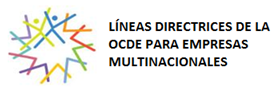 LÍNEAS DIRECTRICES DE LA
OCDE PARA EMPRESAS
MULTINACIONALES